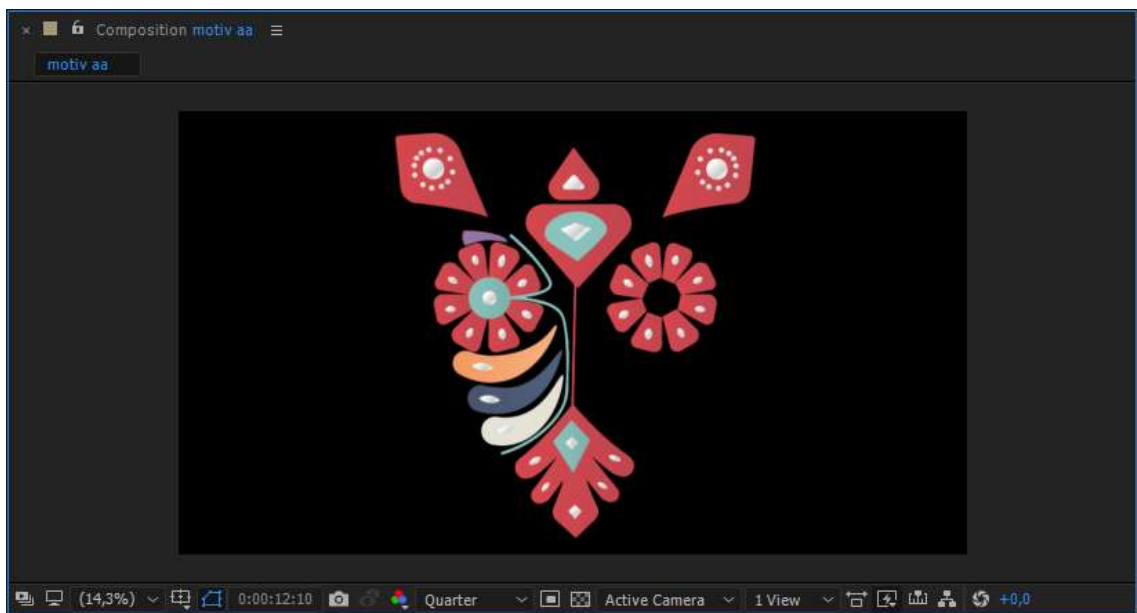 Composition motiv aa
motiv aa
(14,3%) 0:00:12:10 Quarter Active Camera 1 View +0,0